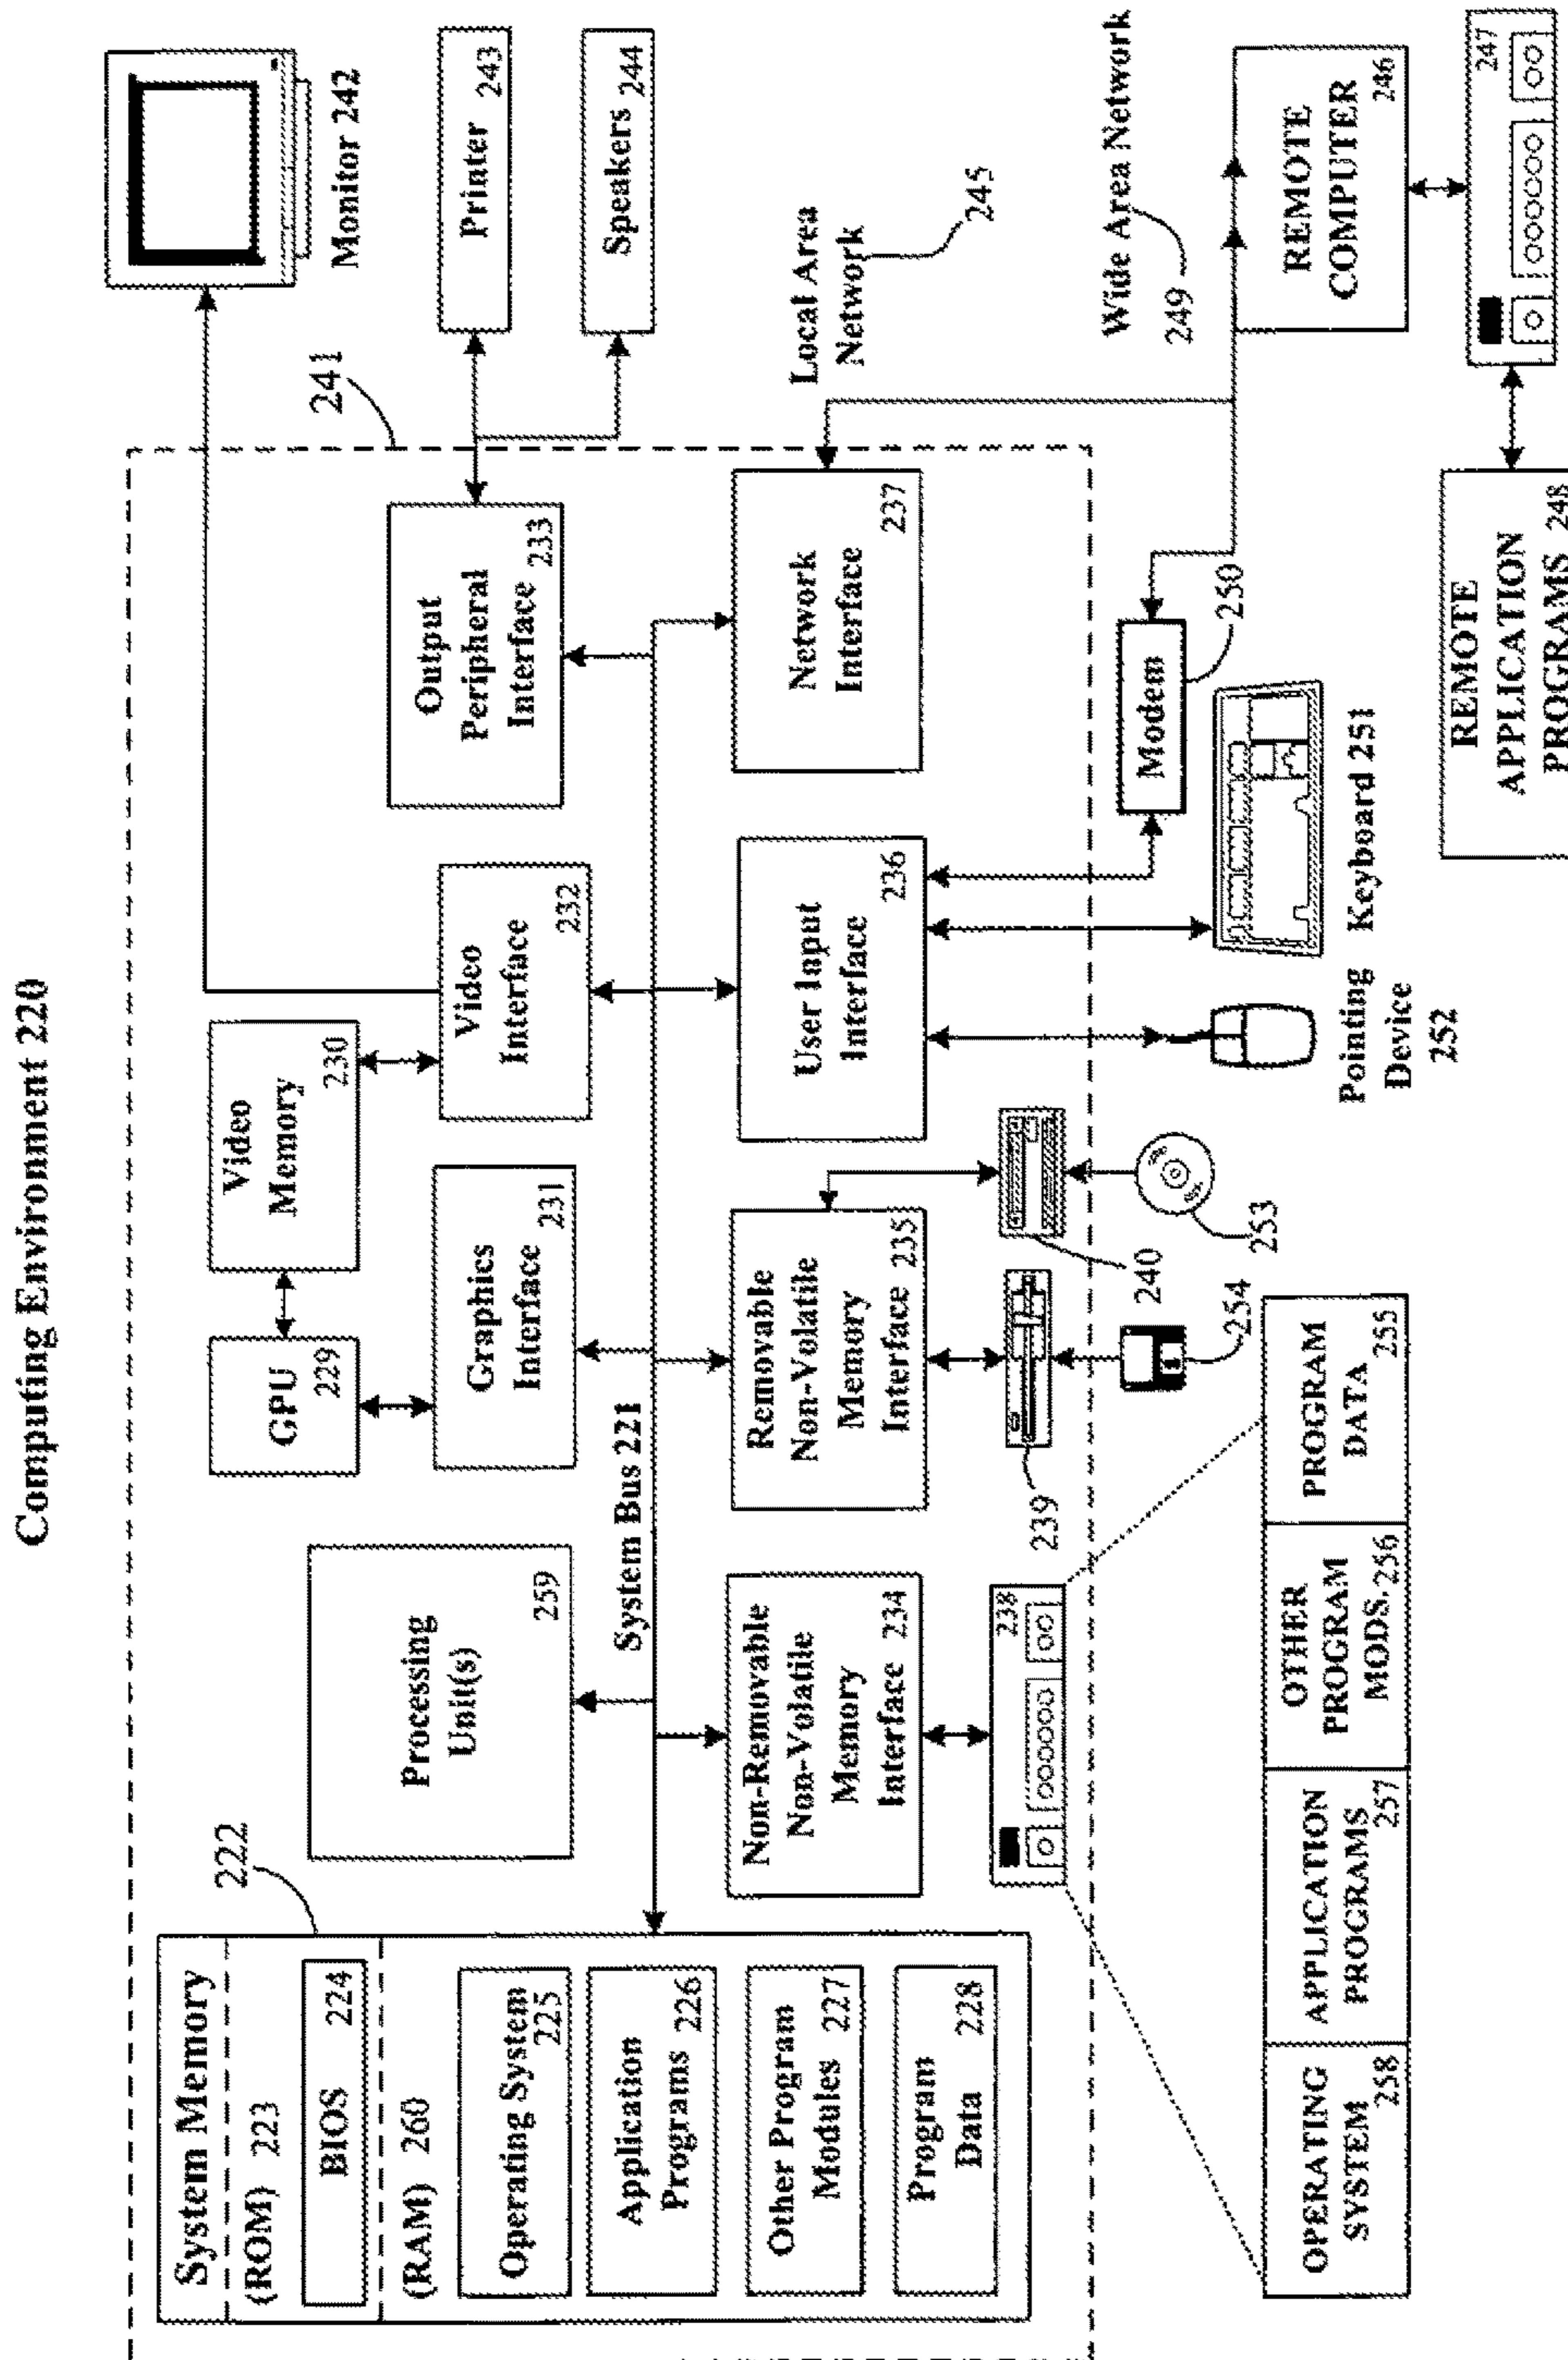 Computing Environment 220
System Memory
222
(ROM) 223
BIOS 224
(RAM) 260
Operating System
225
Application
Programs 226
Other Program
Modules 227
Program
Data 228
Processing
Unit(s)
259
System Bus 221
GPU
229
Video
Memory
230
Graphics
Interface
231
Video
Interface
232
Output
Peripheral
Interface 233
241
Monitor 242
Printer 243
Speakers 244
Non-Removable
Non-Volatile
Memory
Interface 234
Removable
Non-Volatile
Memory
Interface 235
User Input
Interface
236
Network
Interface
237
Local Area
Network
245
238
239
240
254
253
Pointing
Device
252
Keyboard 251
Modem
250
Wide Area Network
249
REMOTE
COMPUTER
246
247
REMOTE
APPLICATION
PROGRAMS 248
OPERATING
SYSTEM
258
APPLICATION
PROGRAMS
257
OTHER
PROGRAM
MODS. 256
PROGRAM
DATA
255